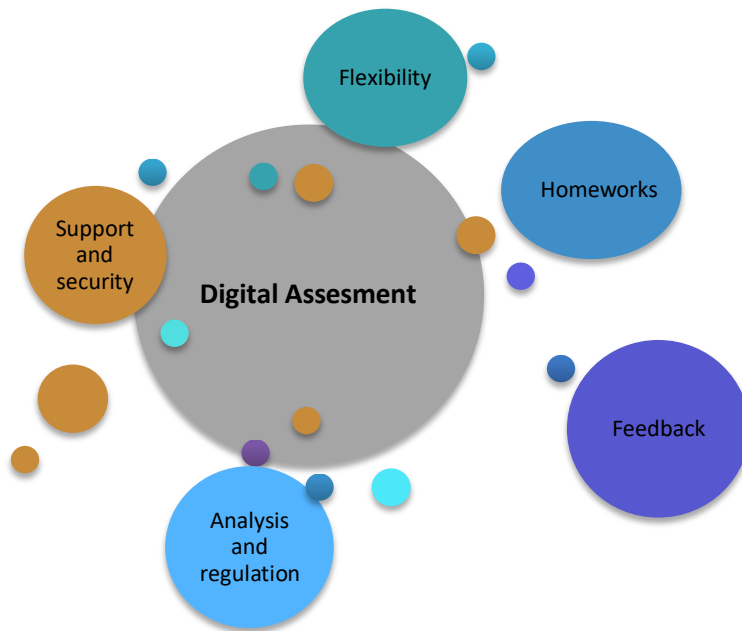 Flexibility
Homeworks
Support
and
security
Digital Assesment
Feedback
Analysis
and
regulation